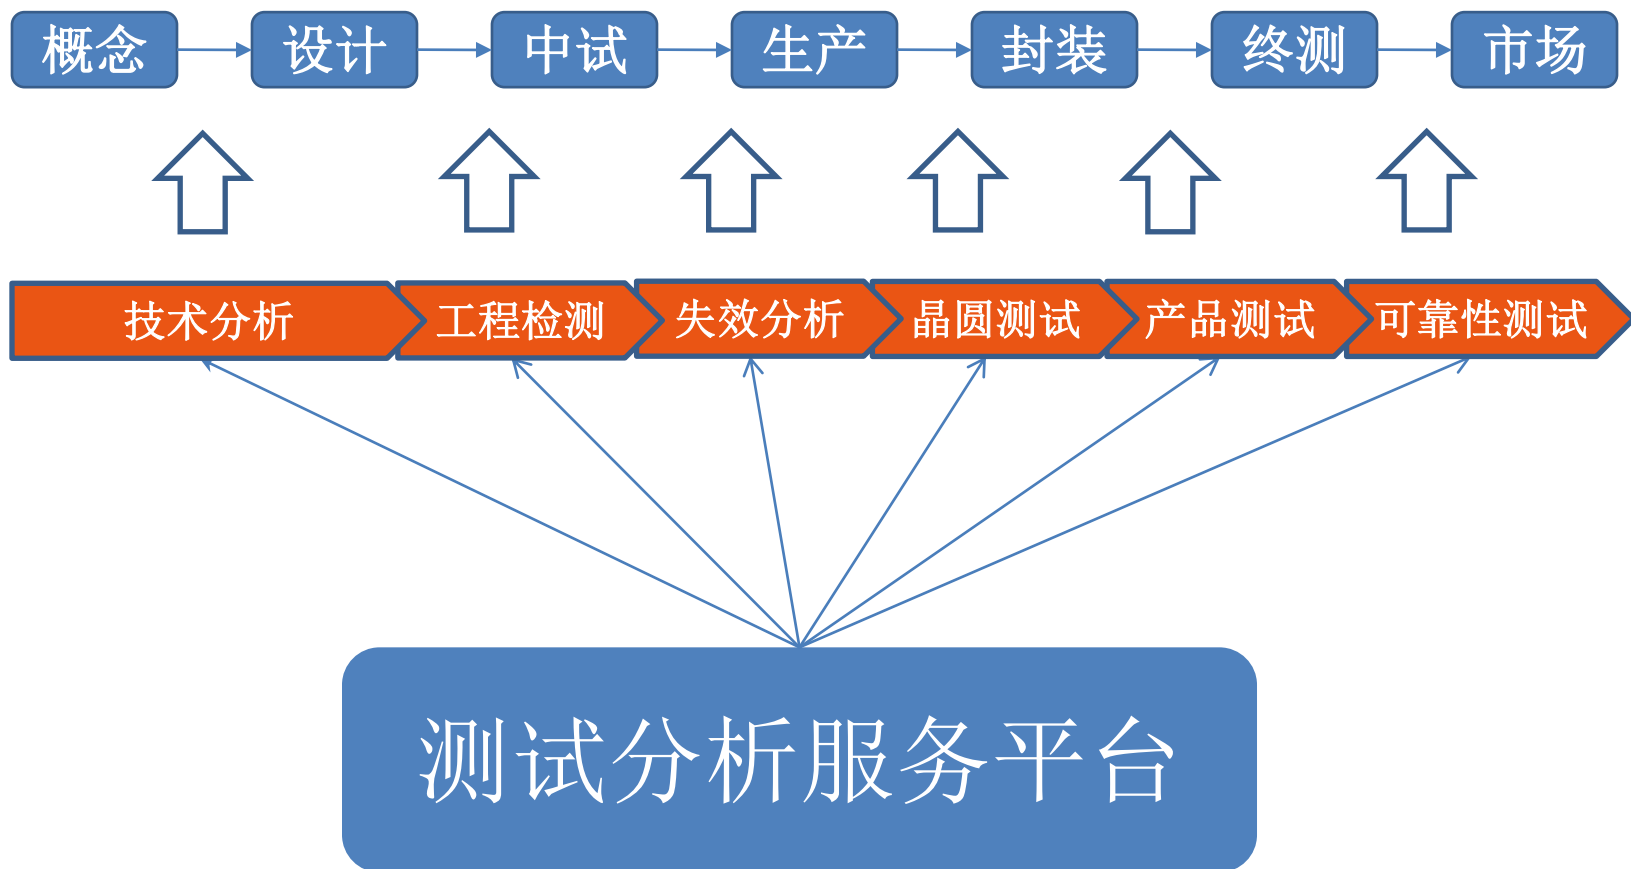 概念 设计 中试 生产 封装 终测 市场
技术分析 工程检测 失效分析 晶圆测试 产品测试 可靠性测试
测试分析服务平台